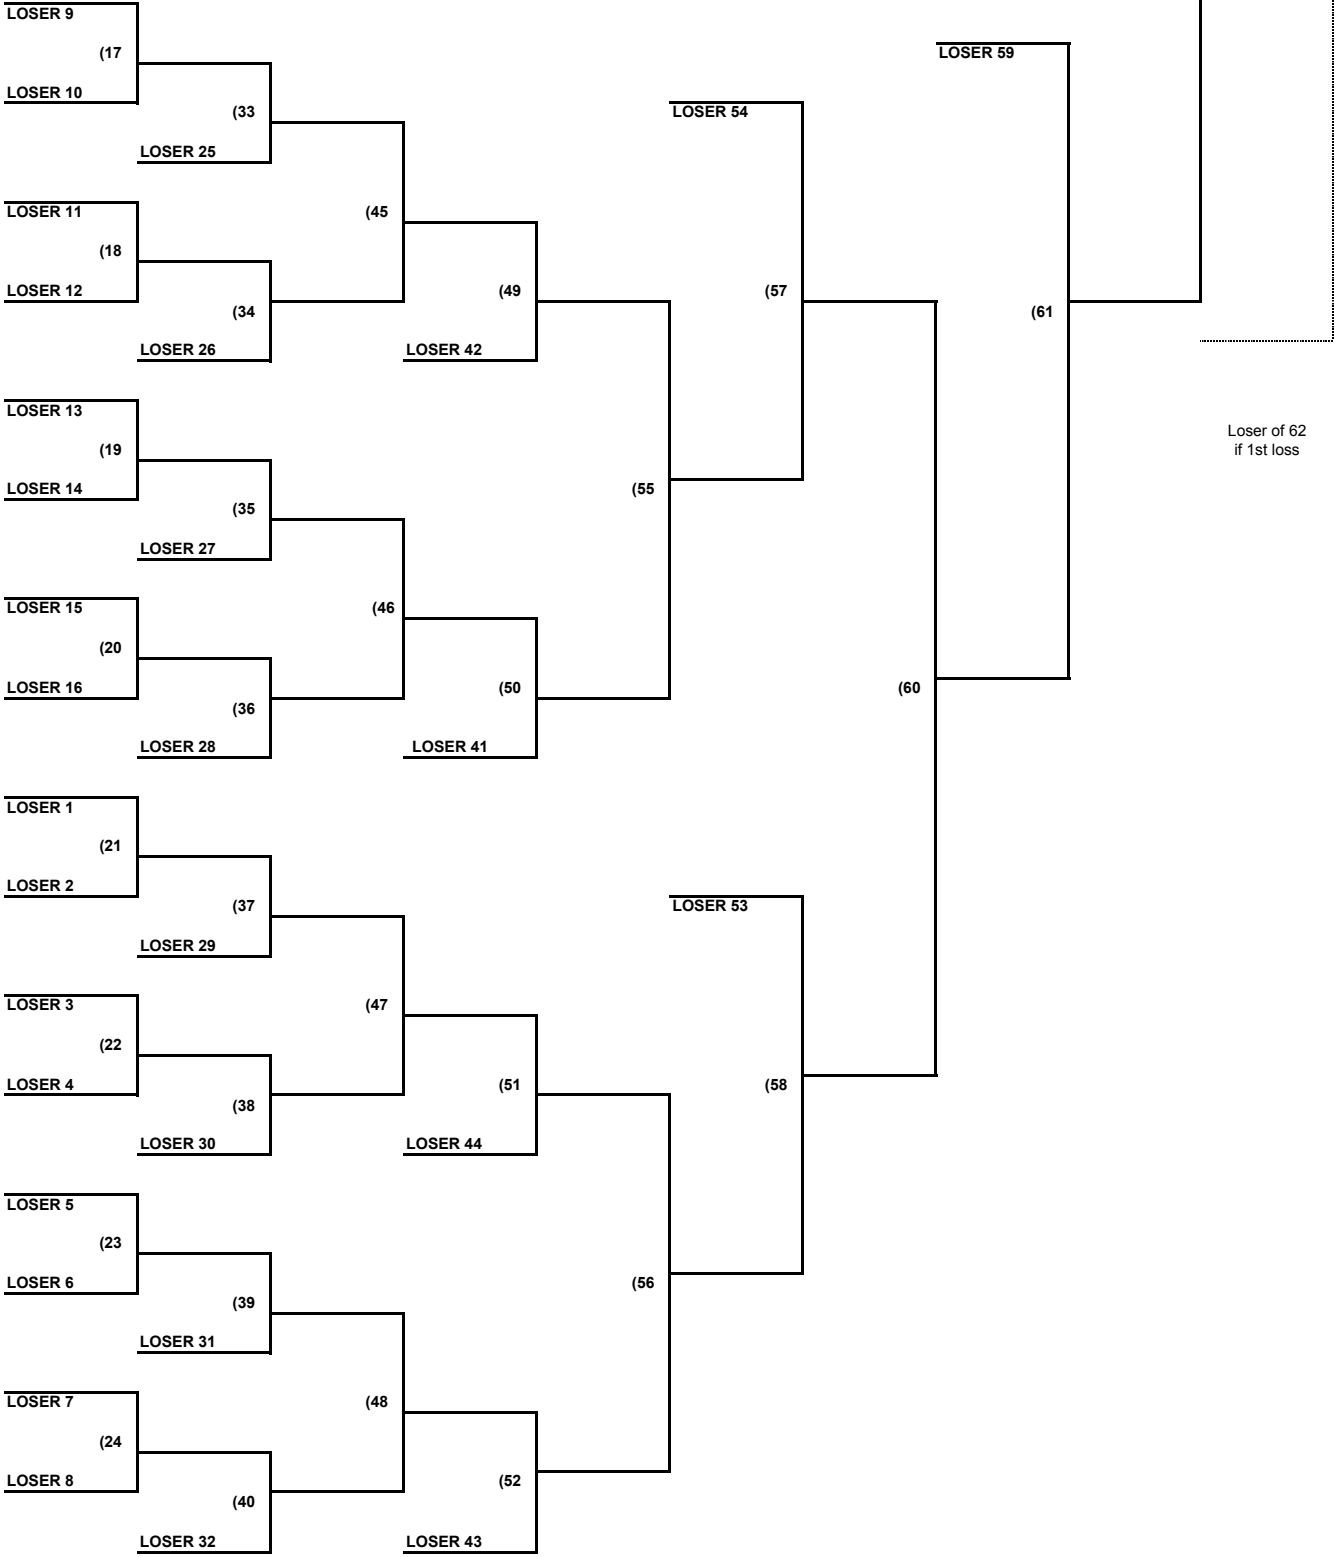 LOSER 9
LOSER 59
(17
LOSER 10
LOSER 54
(33
LOSER 25
LOSER 11
(45
(18
LOSER 12
(49
(57
(34
(61
LOSER 26
LOSER 42
LOSER 13
Loser of 62
if 1st loss
(19
LOSER 14
(55
(35
LOSER 27
LOSER 15
(46
(20
LOSER 16
(50
(60
(36
LOSER 28
LOSER 41
LOSER 1
(21
LOSER 2
(37
LOSER 53
LOSER 29
LOSER 3
(47
(22
LOSER 4
(51
(58
(38
LOSER 30
LOSER 44
LOSER 5
(23
LOSER 6
(56
(39
LOSER 31
LOSER 7
(48
(24
LOSER 8
(52
(40
LOSER 32
LOSER 43